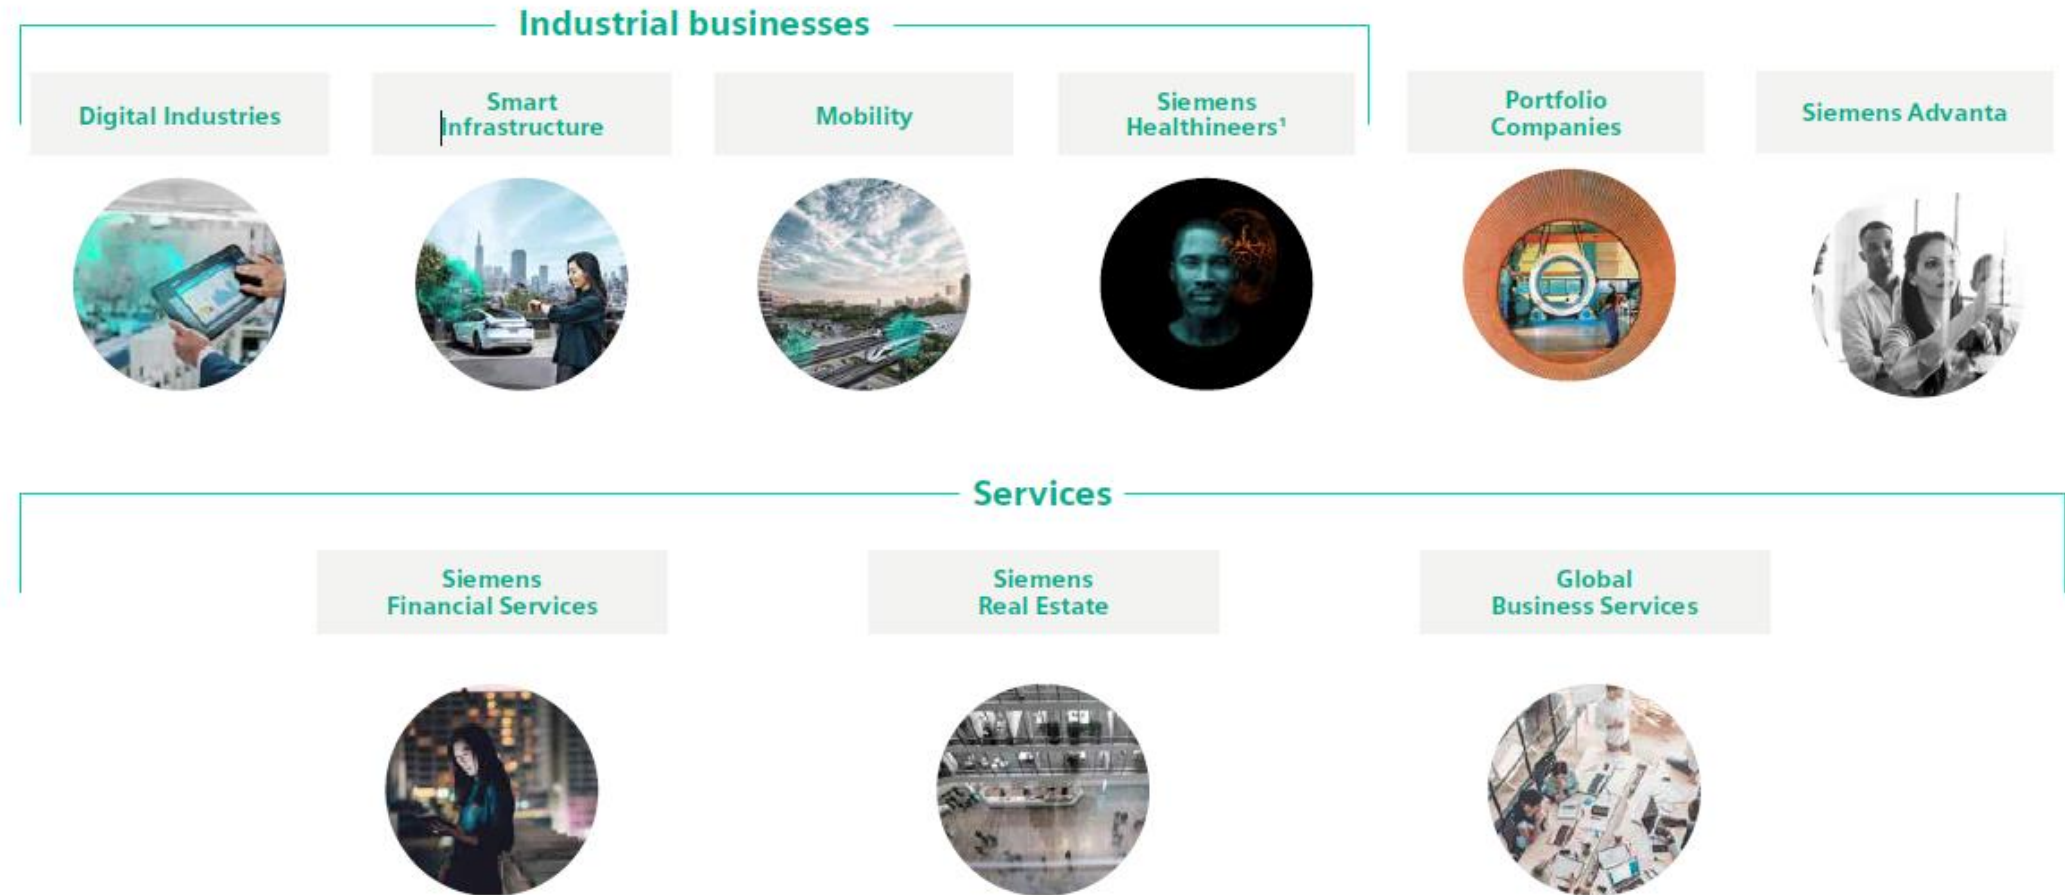 Industrial businesses
Digital Industries
Smart
Infrastructure
Mobility
Siemens
Healthineers¹
Portfolio
Companies
Siemens Advanta
Services
Siemens
Financial Services
Siemens
Real Estate
Global
Business Services